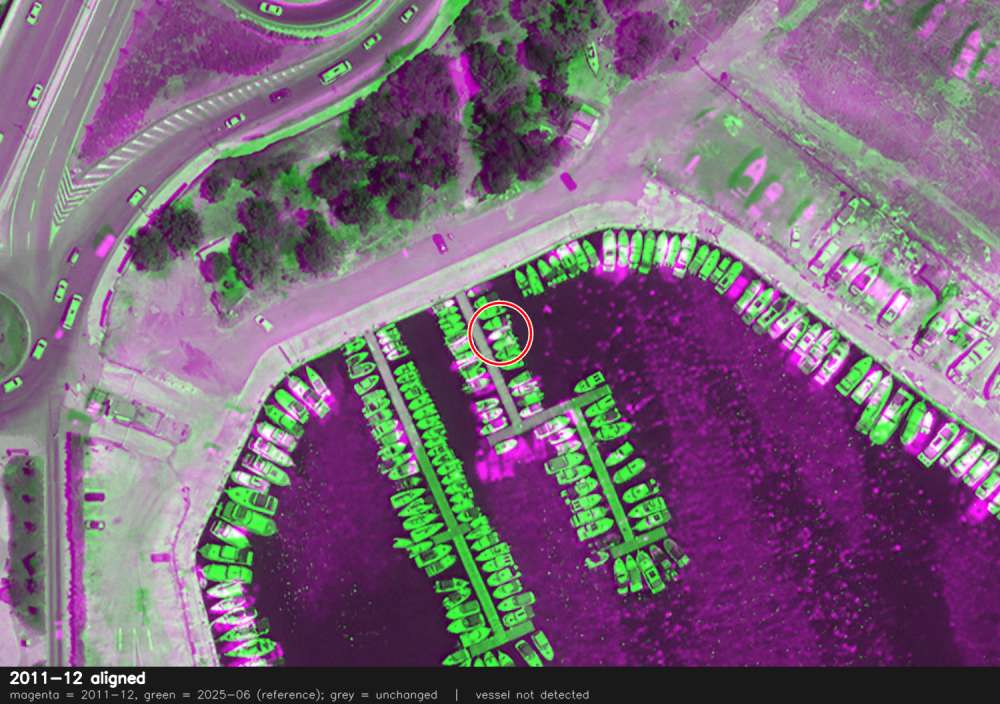 2011-12 aligned
magenta = 2011-12, green = 2025-06 (reference); grey = unchanged | vessel not detected